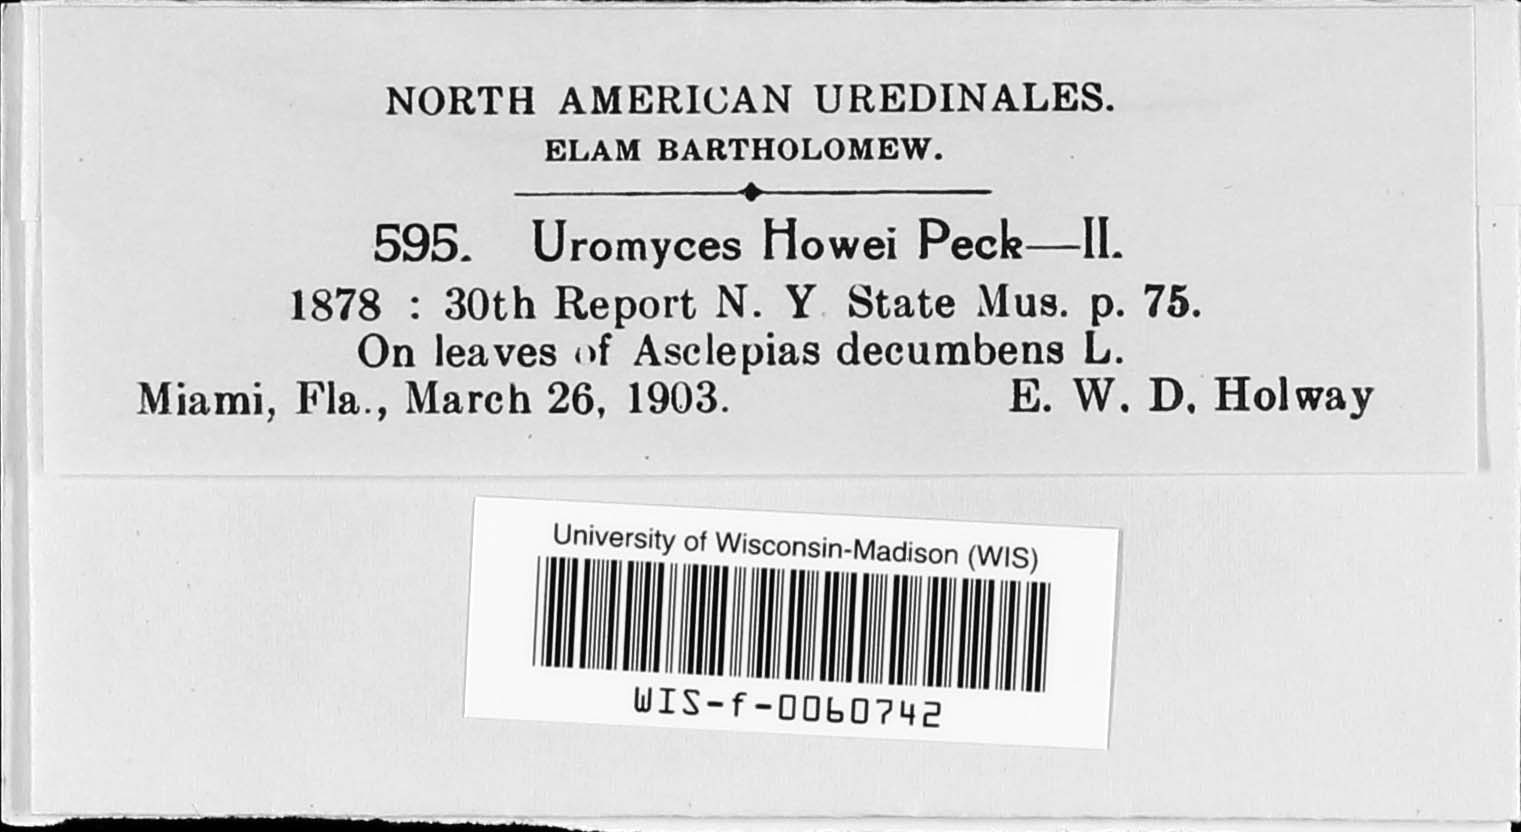 NORTH AMERICAN UREDINALES.
ELAM BARTHOLOMEW.
595. Uromyces Howei Peck—II.
1878 : 30th Report N. Y State Mus. p. 75.
On leaves of Asclepias decumbens L.
Miami, Fla., March 26, 1903. E. W. D. Holway
University of Wisconsin-Madison (WIS)
WIS-f-0060742